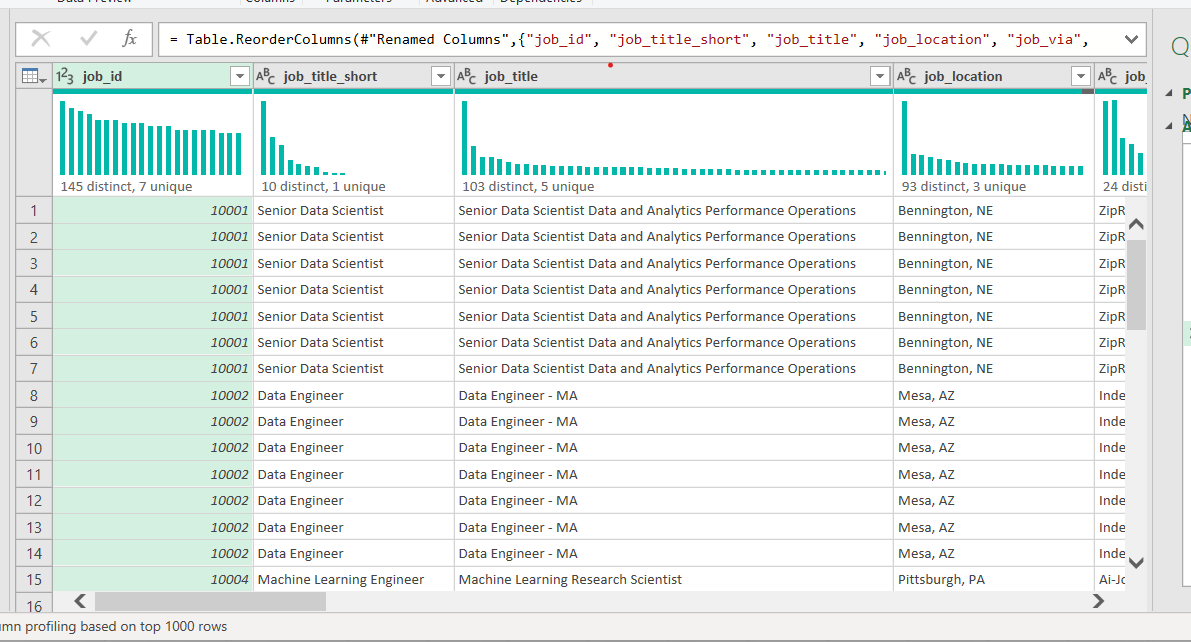 Data Preview Columns Parameters Advanced Dependencies
fx = Table.ReorderColumns(#"Renamed Columns",{"job_id", "job_title_short", "job_title", "job_location", "job_via",
1²3 job_id ABC job_title_short ABC job_title ABC job_location ABC job_
145 distinct, 7 unique 10 distinct, 1 unique 103 distinct, 5 unique 93 distinct, 3 unique 24 disti
1 10001 Senior Data Scientist Senior Data Scientist Data and Analytics Performance Operations Bennington, NE ZipR
2 10001 Senior Data Scientist Senior Data Scientist Data and Analytics Performance Operations Bennington, NE ZipR
3 10001 Senior Data Scientist Senior Data Scientist Data and Analytics Performance Operations Bennington, NE ZipR
4 10001 Senior Data Scientist Senior Data Scientist Data and Analytics Performance Operations Bennington, NE ZipR
5 10001 Senior Data Scientist Senior Data Scientist Data and Analytics Performance Operations Bennington, NE ZipR
6 10001 Senior Data Scientist Senior Data Scientist Data and Analytics Performance Operations Bennington, NE ZipR
7 10001 Senior Data Scientist Senior Data Scientist Data and Analytics Performance Operations Bennington, NE ZipR
8 10002 Data Engineer Data Engineer - MA Mesa, AZ Inde
9 10002 Data Engineer Data Engineer - MA Mesa, AZ Inde
10 10002 Data Engineer Data Engineer - MA Mesa, AZ Inde
11 10002 Data Engineer Data Engineer - MA Mesa, AZ Inde
12 10002 Data Engineer Data Engineer - MA Mesa, AZ Inde
13 10002 Data Engineer Data Engineer - MA Mesa, AZ Inde
14 10002 Data Engineer Data Engineer - MA Mesa, AZ Inde
15 10004 Machine Learning Engineer Machine Learning Research Scientist Pittsburgh, PA Ai-Jo
16
umn profiling based on top 1000 rows